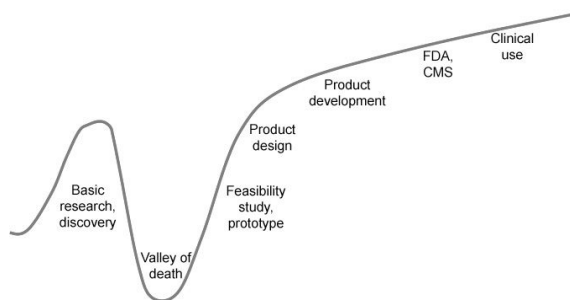 Basic
research,
discovery
Valley of
death
Feasibility
study,
prototype
Product
design
Product
development
FDA,
CMS
Clinical
use